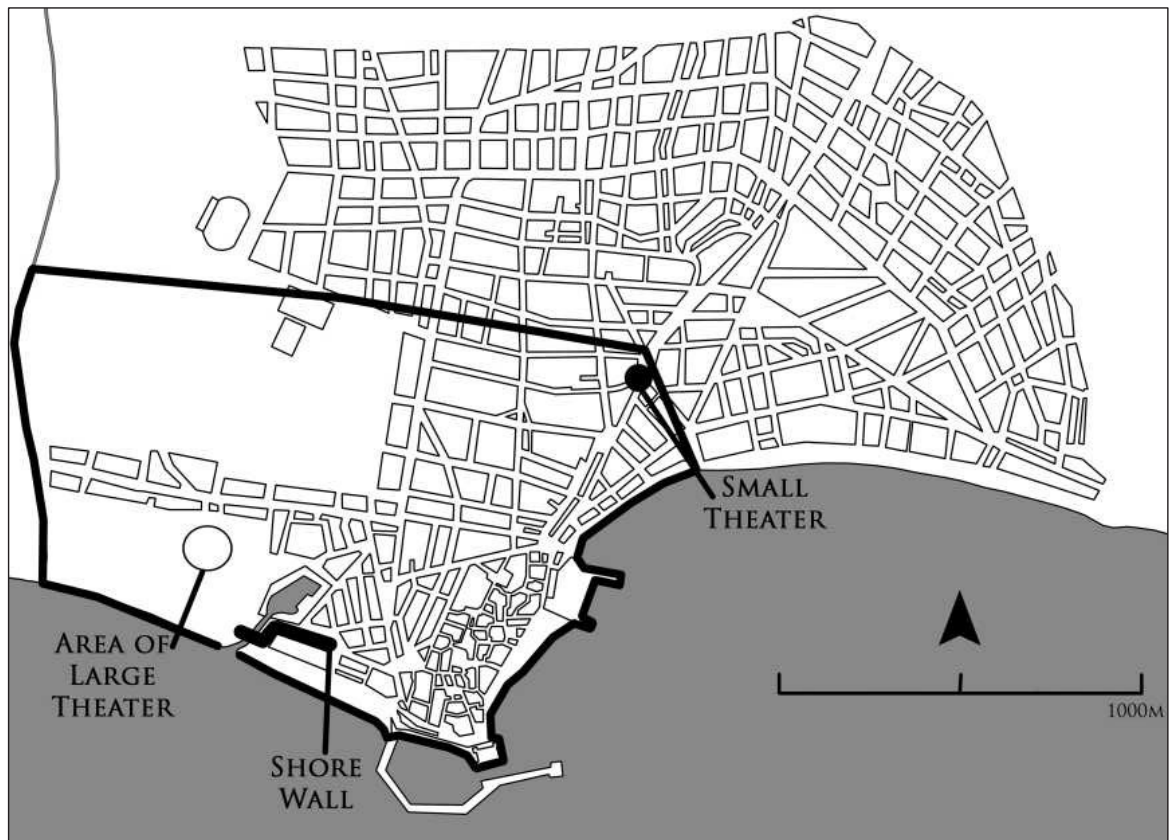 SMALL
THEATER
AREA OF
LARGE
THEATER
SHORE
WALL
1000M